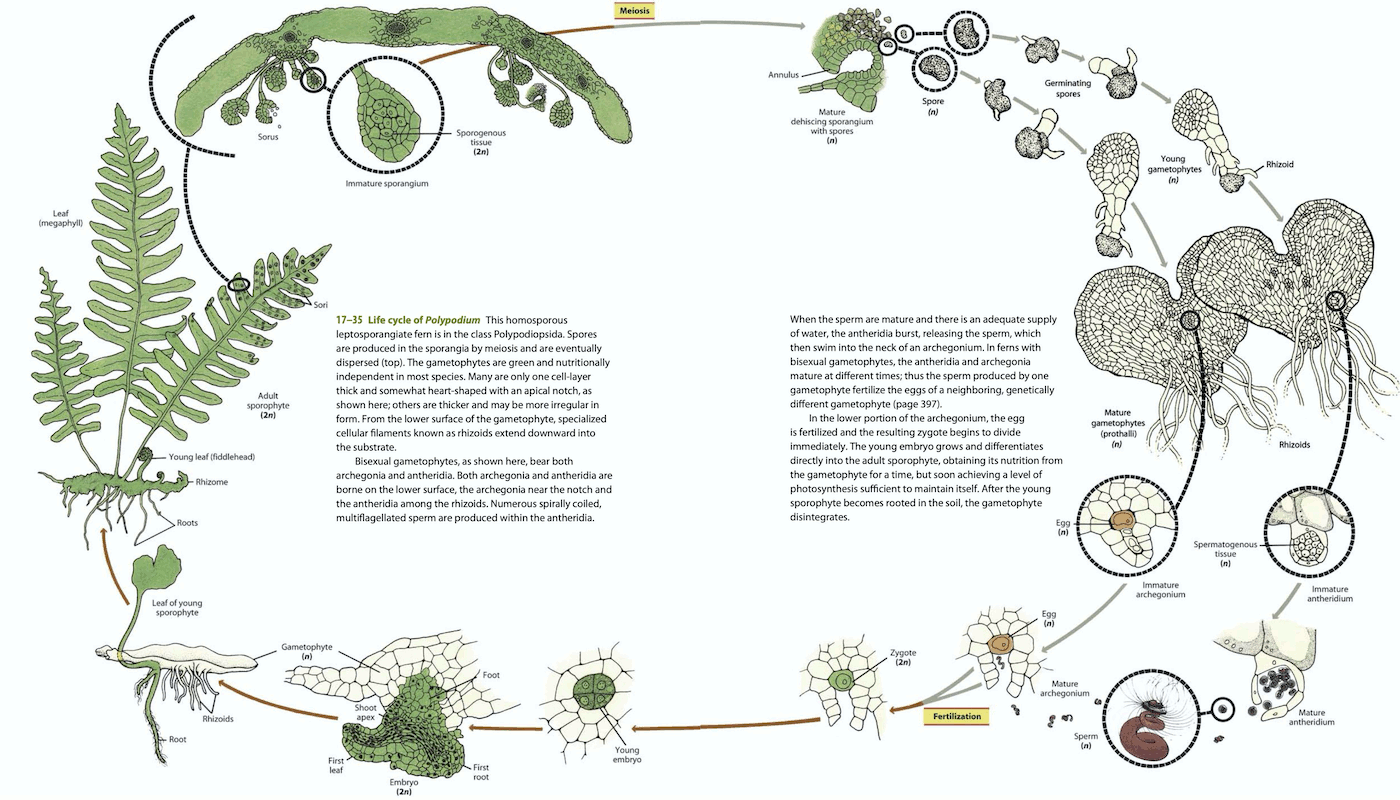 Meiosis
Annulus
Mature
dehiscing sporangium
with spores
(n)
Spore
(n)
Germinating
spores
Young
gametophytes
(n)
Rhizoid
Sorus
Sporogenous
tissue
(2n)
Immature sporangium
Leaf
(megaphyll)
Sori
Adult
sporophyte
(2n)
Young leaf (fiddlehead)
Rhizome
Roots
17–35 Life cycle of Polypodium This homosporous
leptosporangiate fern is in the class Polypodiopsida. Spores
are produced in the sporangia by meiosis and are eventually
dispersed (top). The gametophytes are green and nutritionally
independent in most species. Many are only one cell-layer
thick and somewhat heart-shaped with an apical notch, as
shown here; others are thicker and may be more irregular in
form. From the lower surface of the gametophyte, specialized
cellular filaments known as rhizoids extend downward into
the substrate.
Bisexual gametophytes, as shown here, bear both
archegonia and antheridia. Both archegonia and antheridia are
borne on the lower surface, the archegonia near the notch and
the antheridia among the rhizoids. Numerous spirally coiled,
multiflagellated sperm are produced within the antheridia.
When the sperm are mature and there is an adequate supply
of water, the antheridia burst, releasing the sperm, which
then swim into the neck of an archegonium. In ferns with
bisexual gametophytes, the antheridia and archegonia
mature at different times; thus the sperm produced by one
gametophyte fertilize the eggs of a neighboring, genetically
different gametophyte (page 397).
In the lower portion of the archegonium, the egg
is fertilized and the resulting zygote begins to divide
immediately. The young embryo grows and differentiates
directly into the adult sporophyte, obtaining its nutrition from
the gametophyte for a time, but soon achieving a level of
photosynthesis sufficient to maintain itself. After the young
sporophyte becomes rooted in the soil, the gametophyte
disintegrates.
Mature
gametophytes
(prothalli)
(n)
Rhizoids
Egg
(n)
Spermatogenous
tissue
(n)
Immature
archegonium
Immature
antheridium
Egg
(n)
Mature
archegonium
Mature
antheridium
Sperm
(n)
Fertilization
Zygote
(2n)
Young
embryo
Gametophyte
(n)
Foot
Shoot
apex
First
leaf
Embryo
(2n)
First
root
Leaf of young
sporophyte
Rhizoids
Root